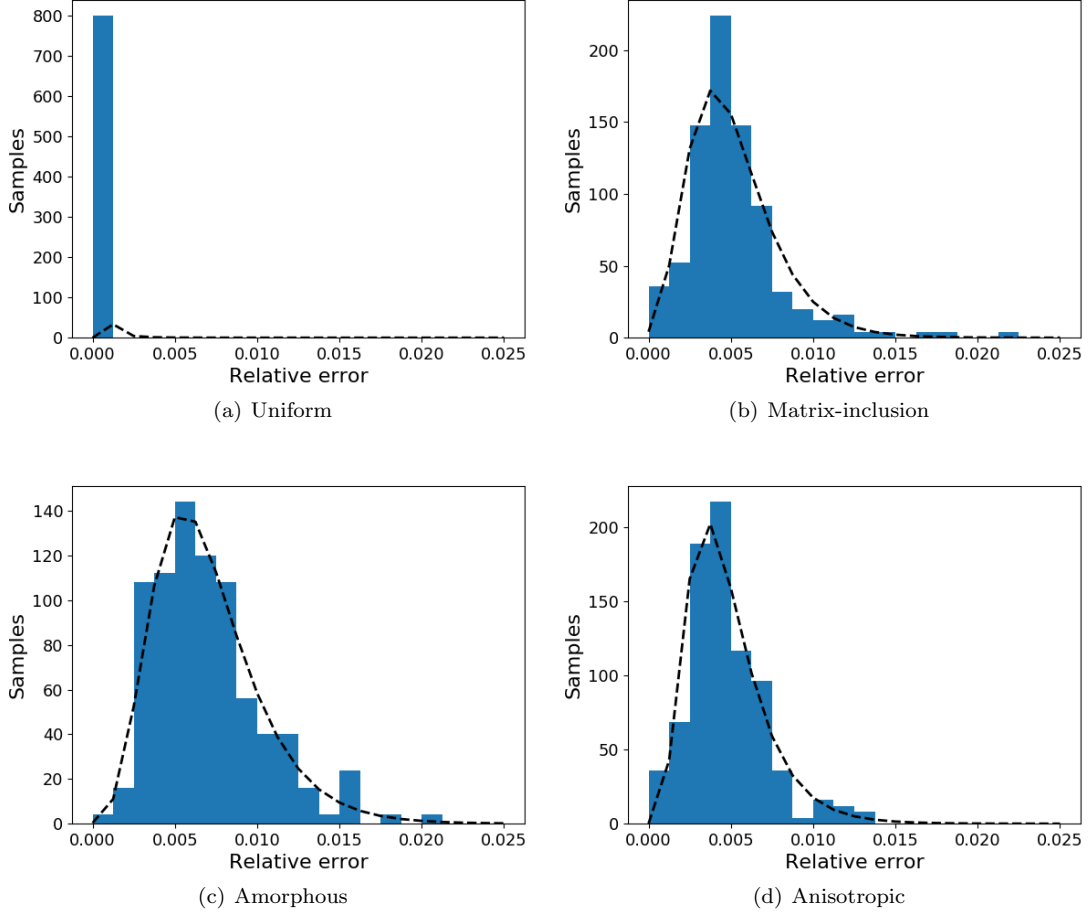 800
700
600
500
400
300
200
100
0
Samples
0.000 0.005 0.010 0.015 0.020 0.025
Relative error
(a) Uniform
200
150
100
50
0
Samples
0.000 0.005 0.010 0.015 0.020 0.025
Relative error
(b) Matrix-inclusion
140
120
100
80
60
40
20
0
Samples
0.000 0.005 0.010 0.015 0.020 0.025
Relative error
(c) Amorphous
200
150
100
50
0
Samples
0.000 0.005 0.010 0.015 0.020 0.025
Relative error
(d) Anisotropic